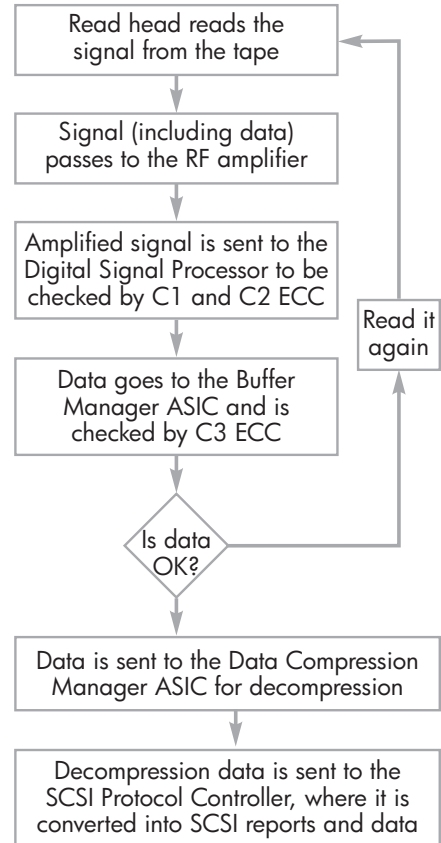 Read head reads the
signal from the tape
Signal (including data)
passes to the RF amplifier
Amplified signal is sent to the
Digital Signal Processor to be
checked by C1 and C2 ECC
Read it
again
Data goes to the Buffer
Manager ASIC and is
checked by C3 ECC
Is data
OK?
Data is sent to the Data Compression
Manager ASIC for decompression
Decompression data is sent to the
SCSI Protocol Controller, where it is
converted into SCSI reports and data